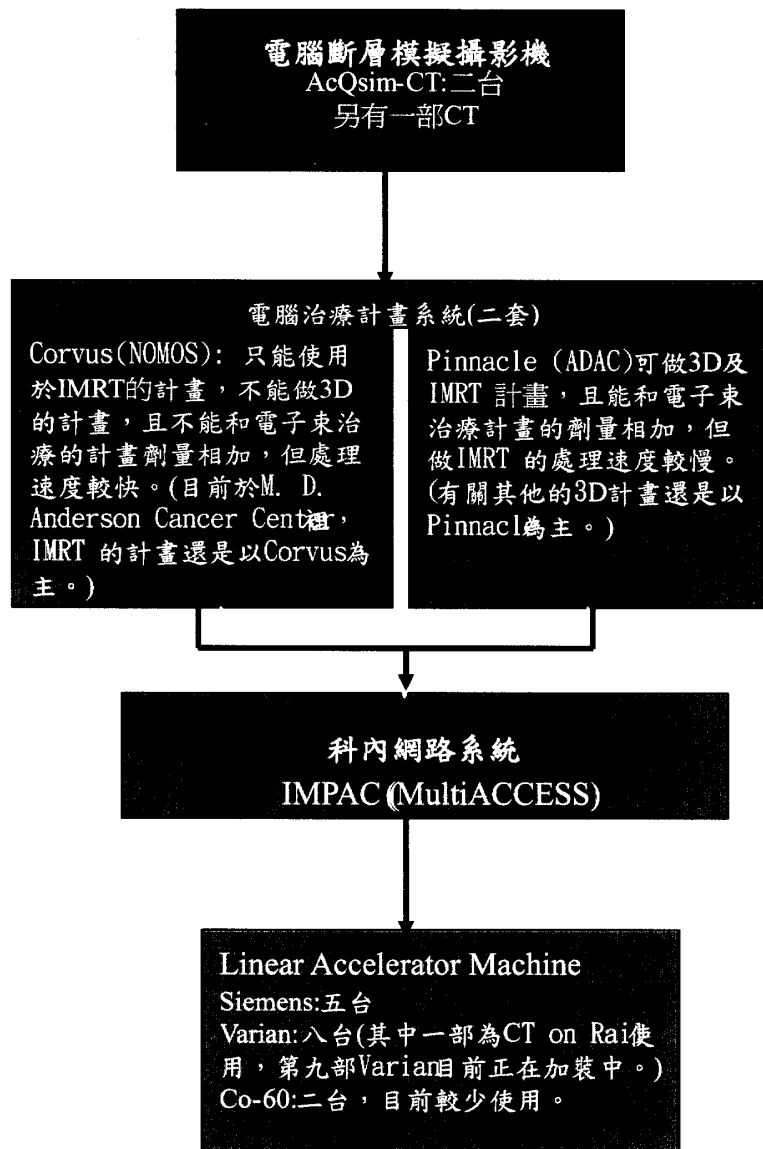 電腦斷層模擬攝影機
AcQsim-CT:二台
另有一部CT
電腦治療計畫系統(二套)
Corvus(NOMOS): 只能使用
於IMRT的計畫，不能做3D
的計畫，且不能和電子束治
療的計畫劑量相加，但處理
速度較快。(目前於M. D.
Anderson Cancer Center,
IMRT 的計畫還是以Corvus為
主。)
Pinnacle (ADAC)可做3D及
IMRT 計畫，且能和電子束
治療計畫的劑量相加，但
做IMRT 的處理速度較慢。
(有關其他的3D計畫還是以
Pinnacl為主。)
科內網路系統
IMPAC (MultiACCESS)
Linear Accelerator Machine
Siemens:五台
Varian:八台(其中一部為CT on Rai使
用，第九部Varian目前正在加裝中。)
Co-60:二台，目前較少使用。